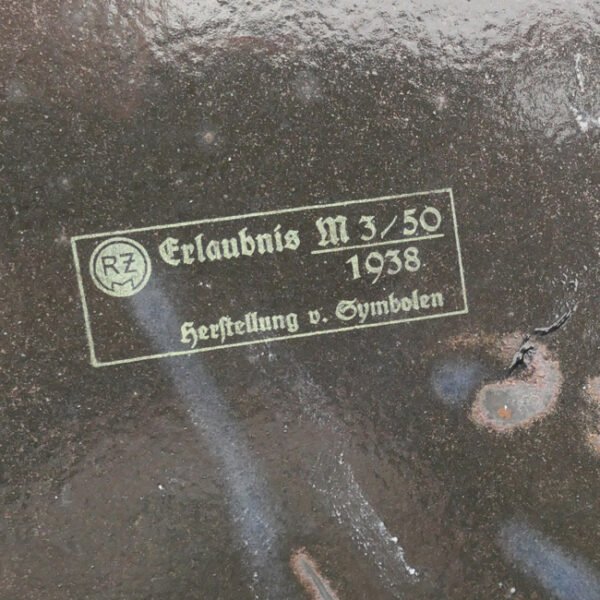 RZM Erlaubnis M 3/50
1938
Herstellung v. Symbolen